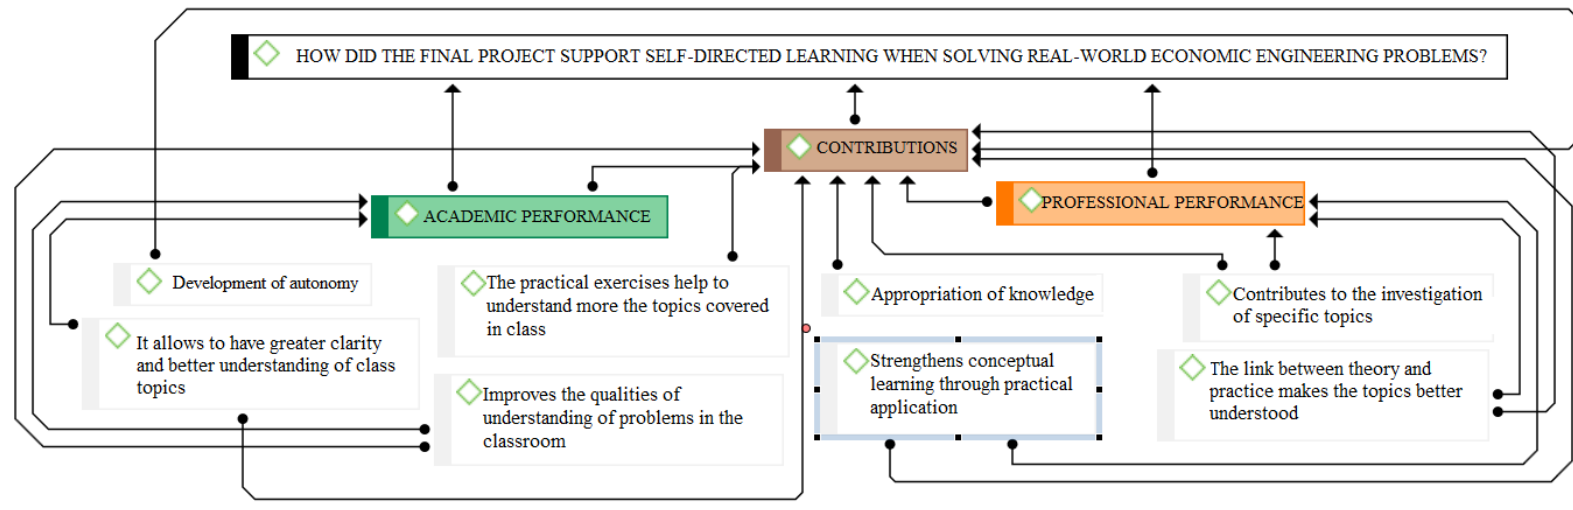 HOW DID THE FINAL PROJECT SUPPORT SELF-DIRECTED LEARNING WHEN SOLVING REAL-WORLD ECONOMIC ENGINEERING PROBLEMS?
CONTRIBUTIONS
ACADEMIC PERFORMANCE
PROFESSIONAL PERFORMANCE
Development of autonomy
The practical exercises help to
understand more the topics covered
in class
Appropriation of knowledge
Contributes to the investigation
of specific topics
It allows to have greater clarity
and better understanding of class
topics
Improves the qualities of
understanding of problems in the
classroom
Strengthens conceptual
learning through practical
application
The link between theory and
practice makes the topics better
understood